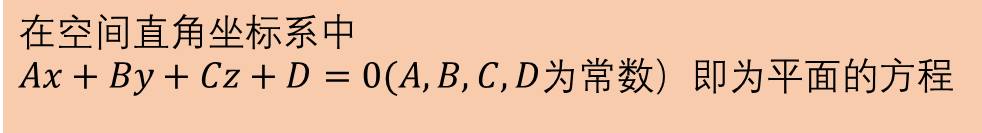 在空间直角坐标系中
Ax + By + Cz + D = 0(A, B, C, D为常数）即为平面的方程